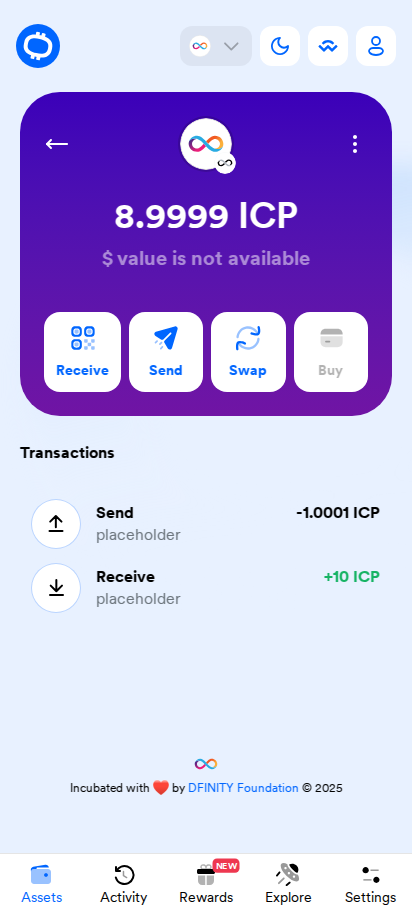 8.9999 ICP
$ value is not available
Receive
Send
Swap
Buy
Transactions
Send
-1.0001 ICP
placeholder
Receive
+10 ICP
placeholder
Incubated with ❤️ by DFINITY Foundation © 2025
NEW
Assets
Activity
Rewards
Explore
Settings